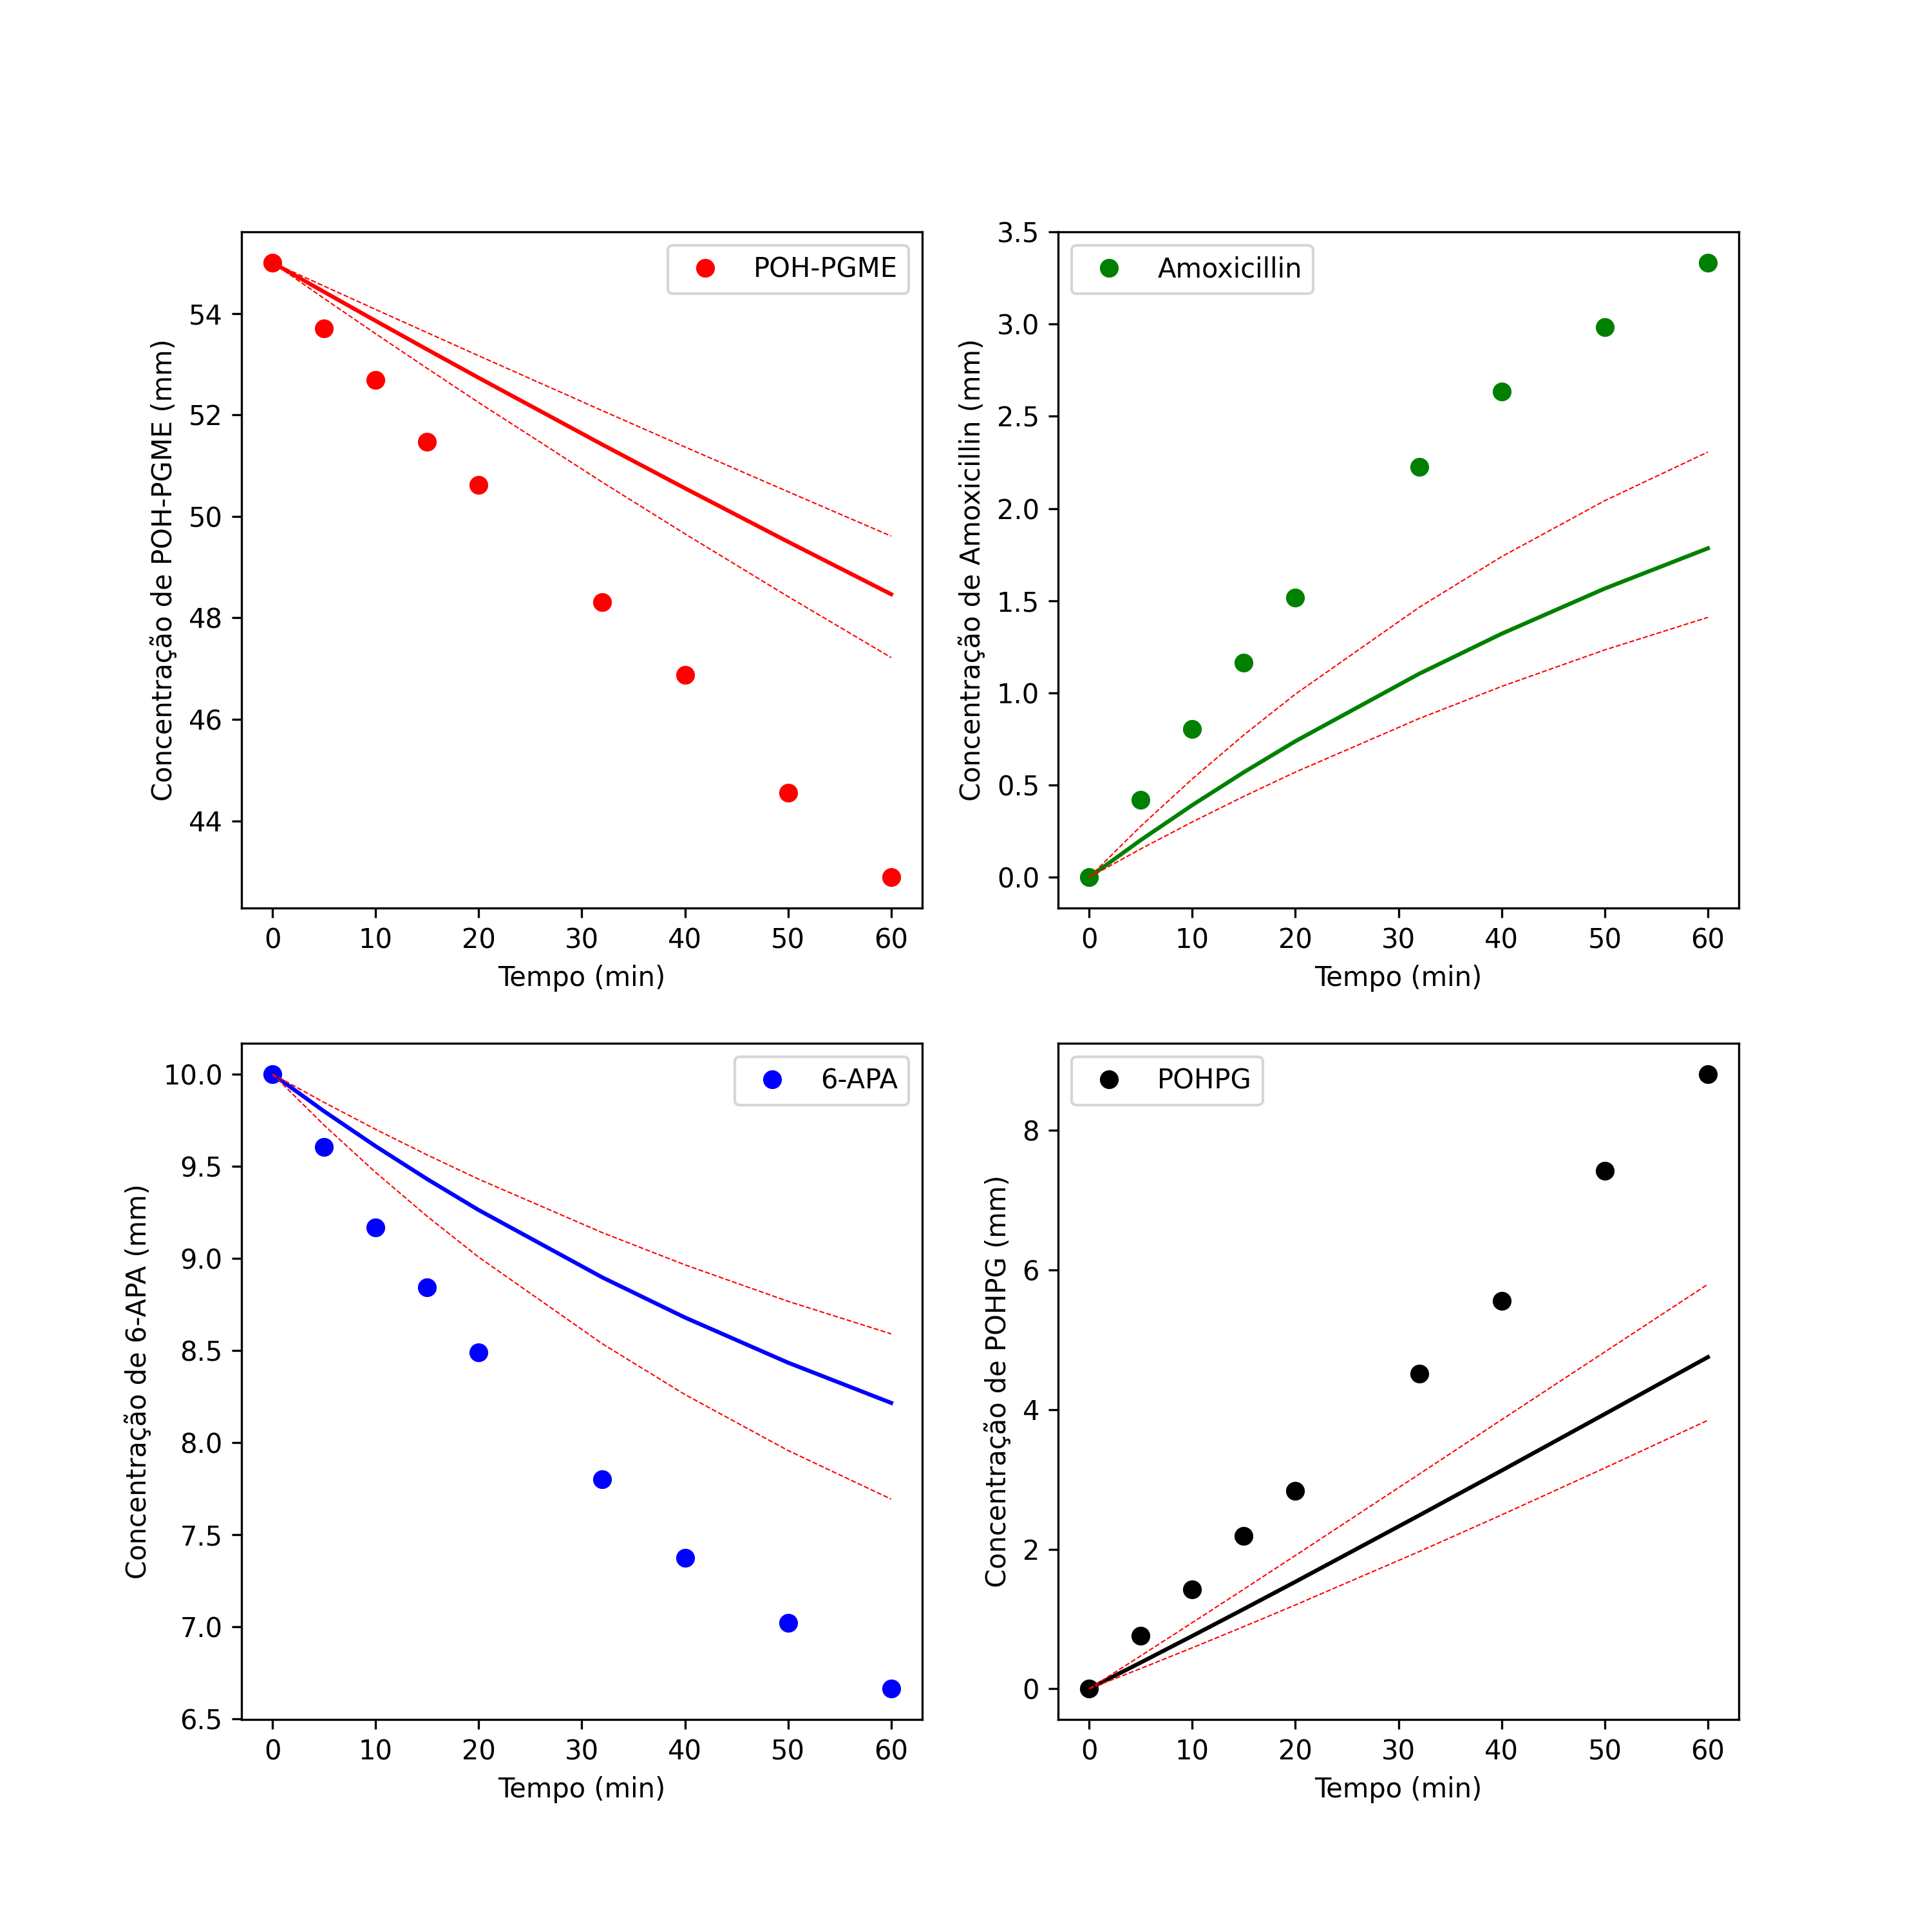 POH-PGME
54
52
50
48
46
44
Concentração de POH-PGME (mm)
0 10 20 30 40 50 60
Tempo (min)
Amoxicillin
3.5
3.0
2.5
2.0
1.5
1.0
0.5
0.0
Concentração de Amoxicillin (mm)
0 10 20 30 40 50 60
Tempo (min)
6-APA
10.0
9.5
9.0
8.5
8.0
7.5
7.0
6.5
Concentração de 6-APA (mm)
0 10 20 30 40 50 60
Tempo (min)
POHPG
8
6
4
2
0
Concentração de POHPG (mm)
0 10 20 30 40 50 60
Tempo (min)